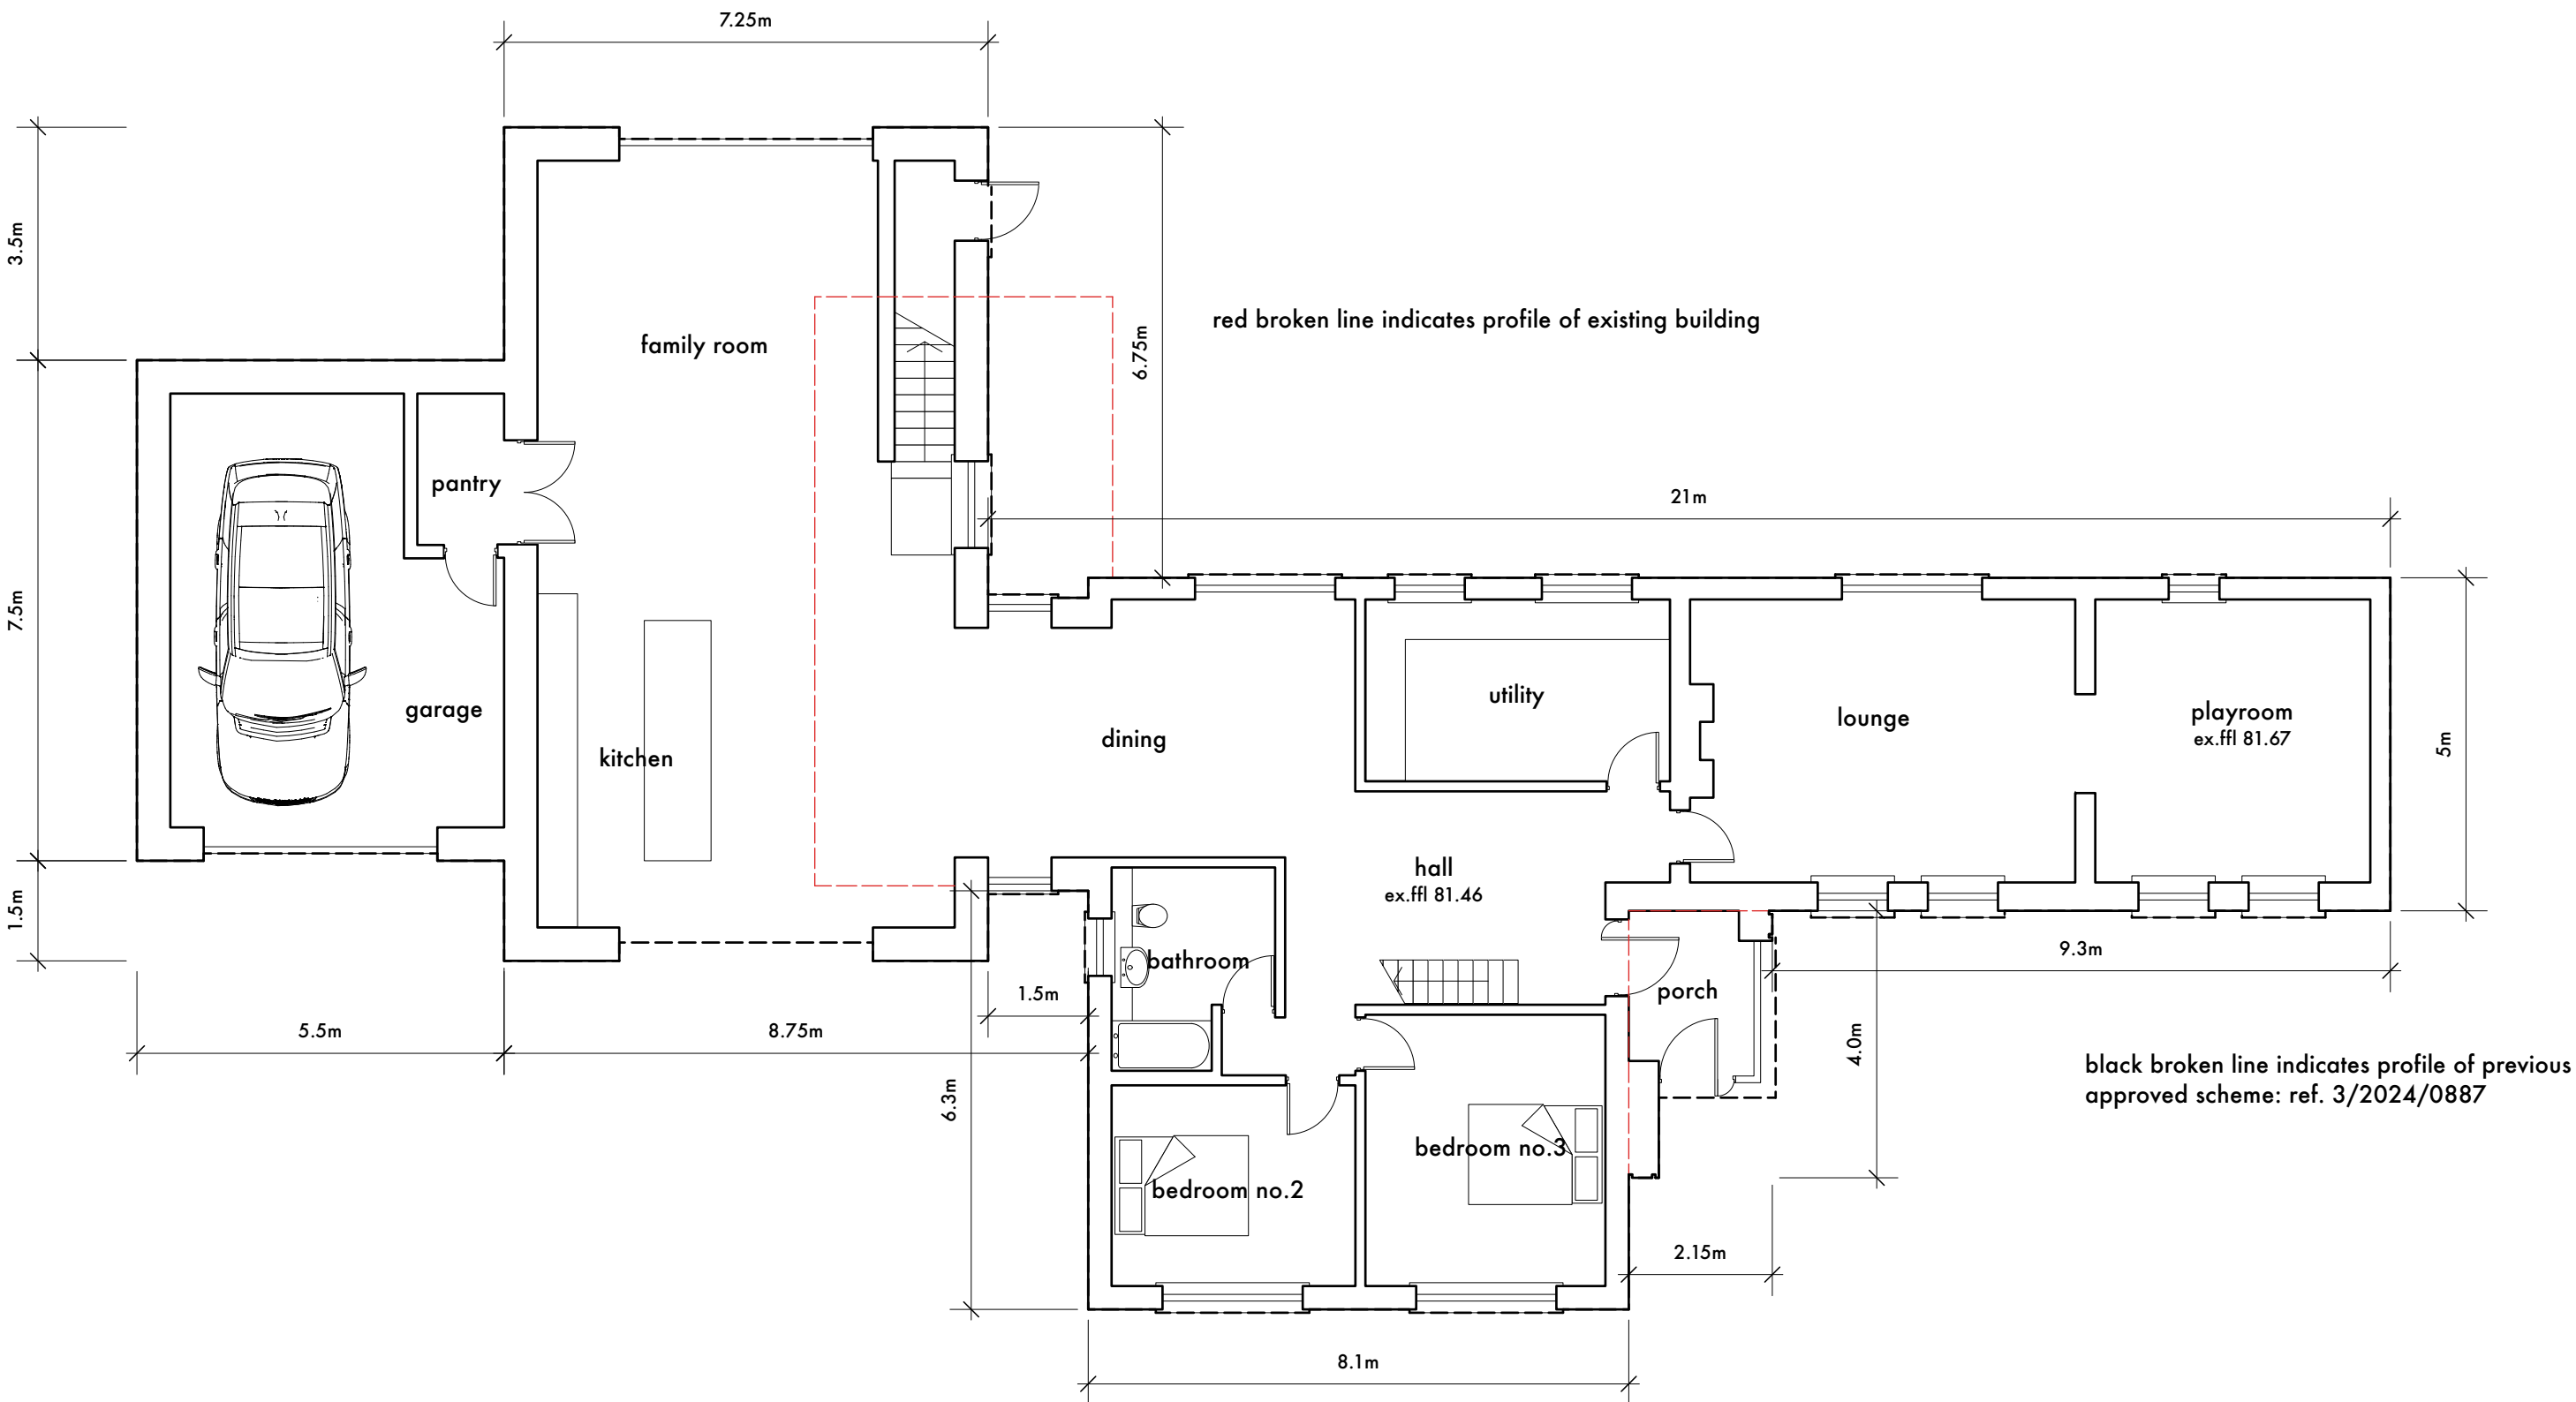 7.25m
3.5m
red broken line indicates profile of existing building
family room
6.75m
pantry
21m
7.5m
garage
kitchen
dining
utility
lounge
playroom
ex.ffl 81.67
5m
hall
ex.ffl 81.46
1.5m
bathroom
porch
9.3m
1.5m
5.5m
8.75m
4.0m
6.3m
black broken line indicates profile of previous
approved scheme: ref. 3/2024/0887
bedroom no.3
bedroom no.2
2.15m
8.1m